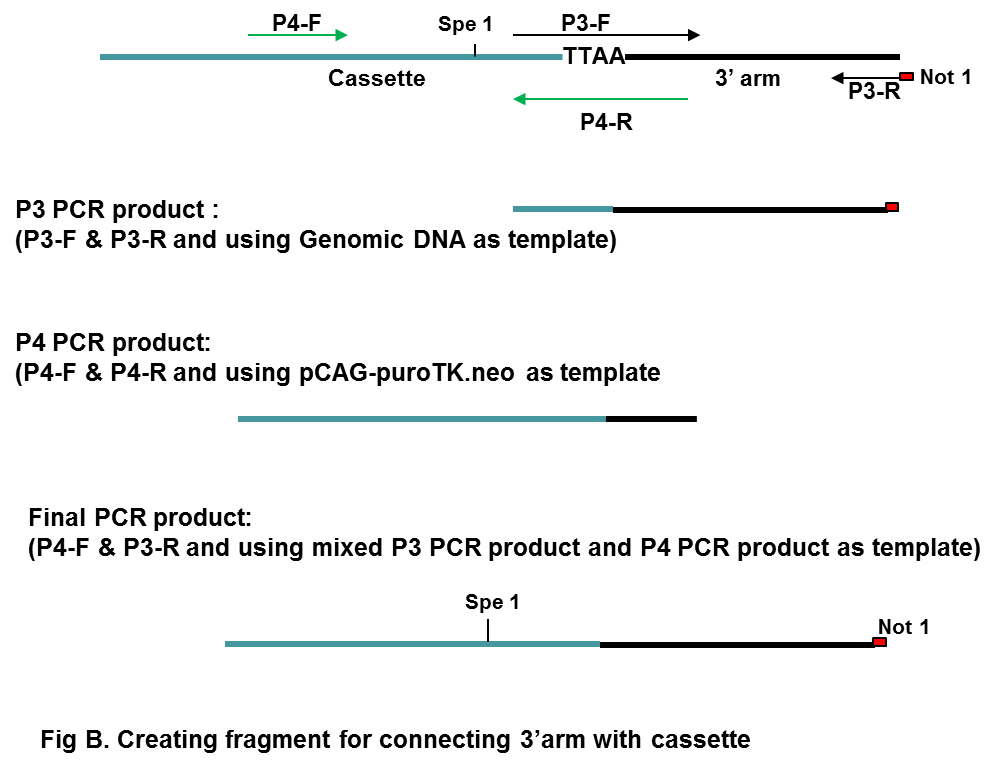 P4-F Spe 1 P3-F
TTAA
Cassette 3’ arm Not 1
P3-R
P4-R
P3 PCR product :
(P3-F & P3-R and using Genomic DNA as template)
P4 PCR product:
(P4-F & P4-R and using pCAG-puroTK.neo as template
Final PCR product:
(P4-F & P3-R and using mixed P3 PCR product and P4 PCR product as template)
Spe 1
Not 1
Fig B. Creating fragment for connecting 3’arm with cassette